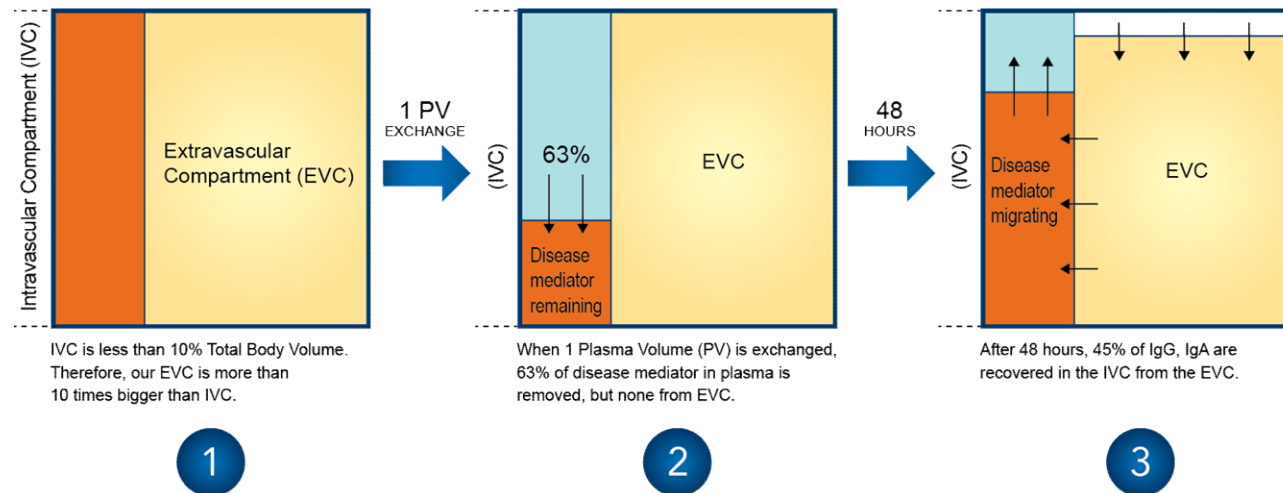 Intravascular Compartment (IVC)
Extravascular
Compartment (EVC)
IVC is less than 10% Total Body Volume.
Therefore, our EVC is more than
10 times bigger than IVC.
1
1 PV
EXCHANGE
(IVC)
63%
EVC
Disease
mediator
remaining
When 1 Plasma Volume (PV) is exchanged,
63% of disease mediator in plasma is
removed, but none from EVC.
2
48
HOURS
(IVC)
Disease
mediator
migrating
EVC
After 48 hours, 45% of IgG, IgA are
recovered in the IVC from the EVC.
3